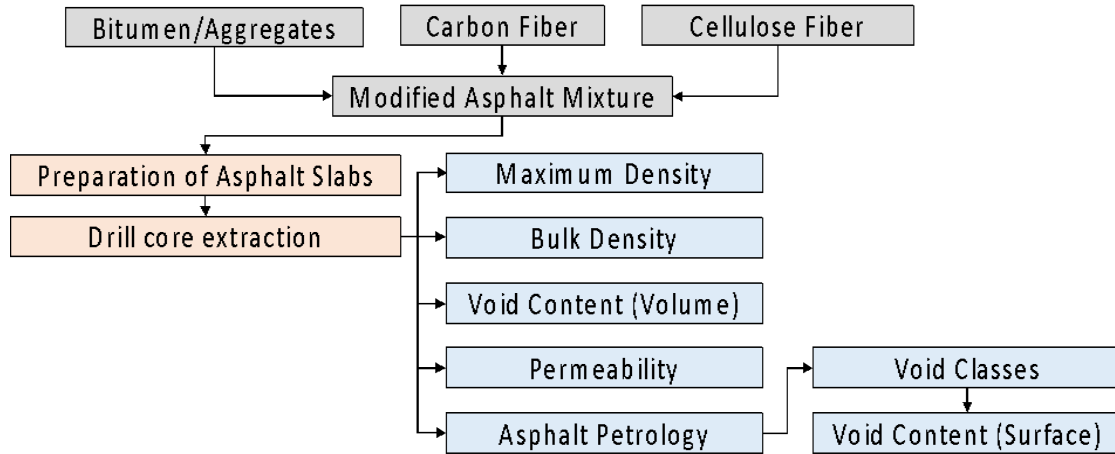 Bitumen/Aggregates
Carbon Fiber
Cellulose Fiber
Modified Asphalt Mixture
Preparation of Asphalt Slabs
Drill core extraction
Maximum Density
Bulk Density
Void Content (Volume)
Permeability
Asphalt Petrology
Void Classes
Void Content (Surface)